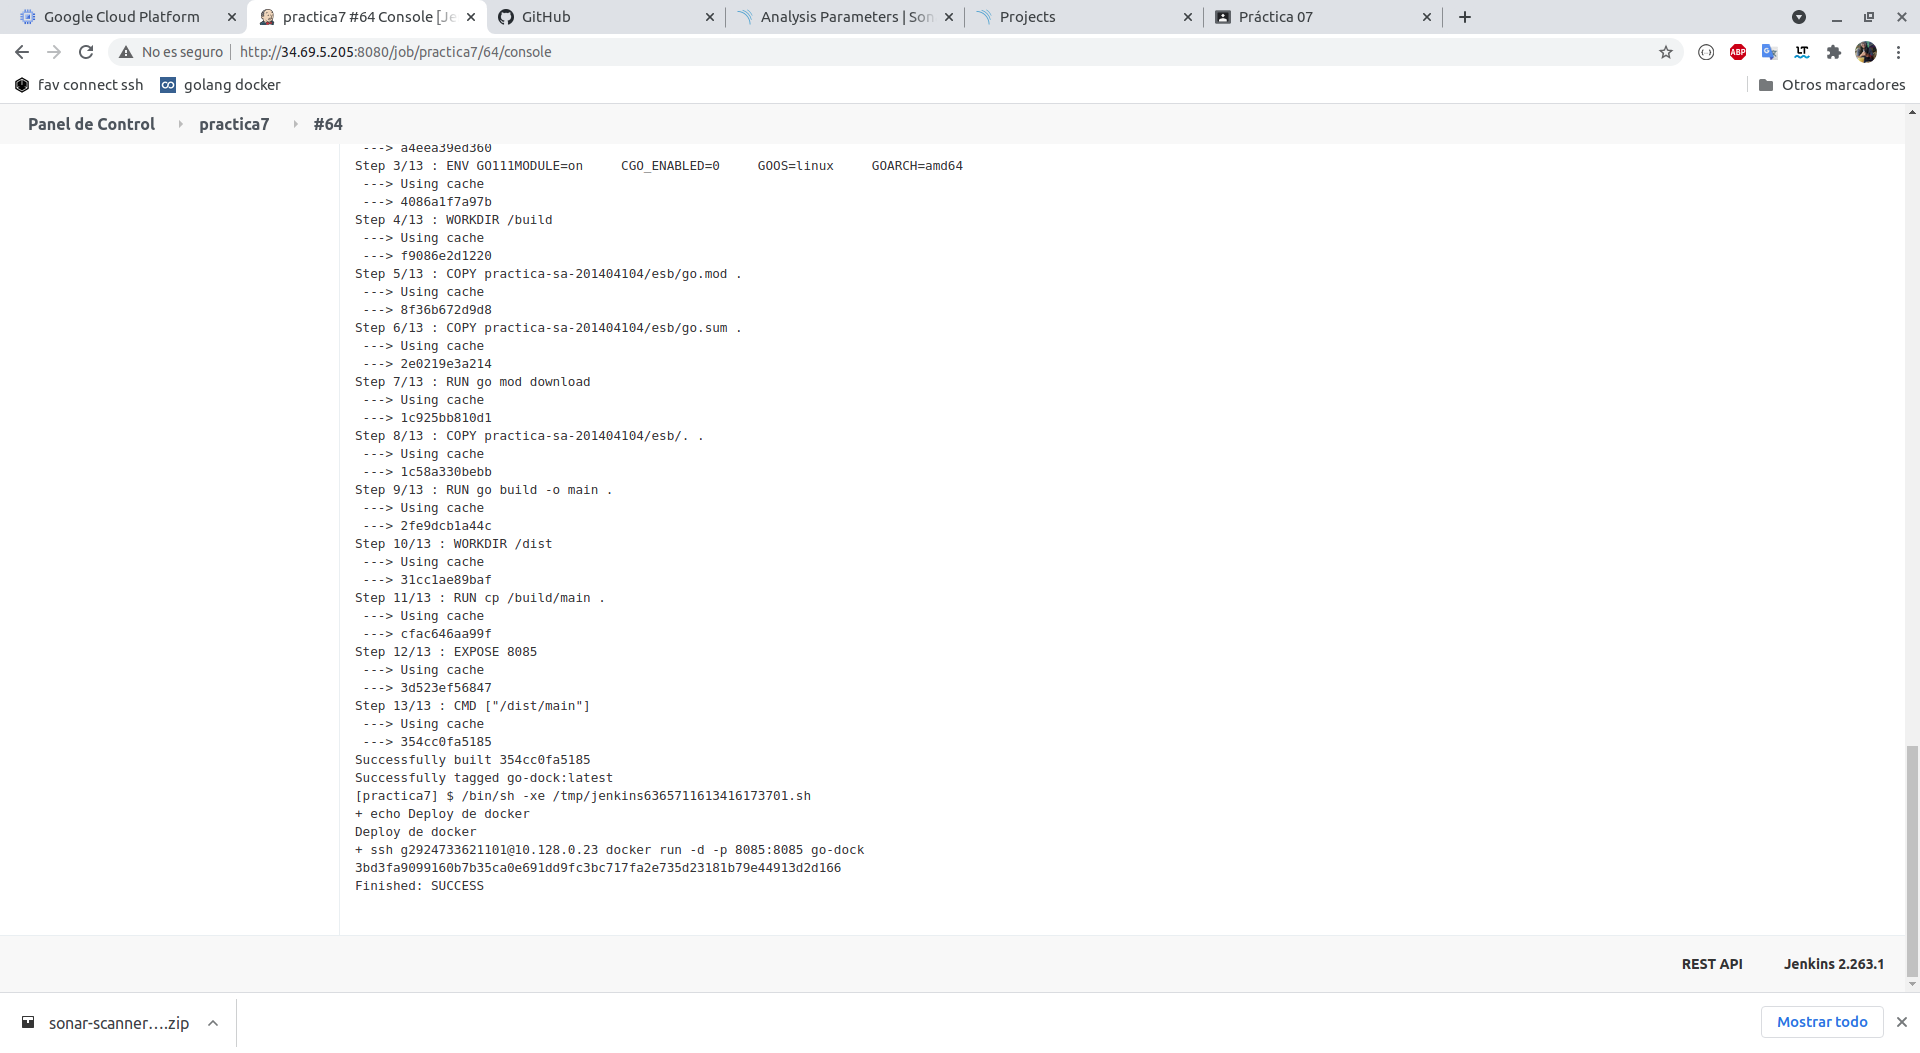 Google Cloud Platform
practica7 #64 Console [Je
GitHub
Analysis Parameters | Son
Projects
Práctica 07
No es seguro
http://34.69.5.205:8080/job/practica7/64/console
ABP
LT
fav connect ssh
golang docker
Otros marcadores
Panel de Control
practica7
#64
---> a4eea39ed360
Step 3/13 : ENV GO111MODULE=on     CGO_ENABLED=0     GOOS=linux     GOARCH=amd64
---> Using cache
---> 4086a1f7a97b
Step 4/13 : WORKDIR /build
---> Using cache
---> f9086e2d1220
Step 5/13 : COPY practica-sa-201404104/esb/go.mod .
---> Using cache
---> 8f36b672d9d8
Step 6/13 : COPY practica-sa-201404104/esb/go.sum .
---> Using cache
---> 2e0219e3a214
Step 7/13 : RUN go mod download
---> Using cache
---> 1c925bb810d1
Step 8/13 : COPY practica-sa-201404104/esb/. .
---> Using cache
---> 1c58a330bebb
Step 9/13 : RUN go build -o main .
---> Using cache
---> 2fe9dcb1a44c
Step 10/13 : WORKDIR /dist
---> Using cache
---> 31cc1ae89baf
Step 11/13 : RUN cp /build/main .
---> Using cache
---> cfac646aa99f
Step 12/13 : EXPOSE 8085
---> Using cache
---> 3d523ef56847
Step 13/13 : CMD ["/dist/main"]
---> Using cache
---> 354cc0fa5185
Successfully built 354cc0fa5185
Successfully tagged go-dock:latest
[practica7] $ /bin/sh -xe /tmp/jenkins6365711613416173701.sh
+ echo Deploy de docker
Deploy de docker
+ ssh g2924733621101@10.128.0.23 docker run -d -p 8085:8085 go-dock
3bd3fa9099160b7b35ca0e691dd9fc3bc717fa2e735d23181b79e44913d2d166
Finished: SUCCESS
REST API
Jenkins 2.263.1
sonar-scanner....zip
Mostrar todo